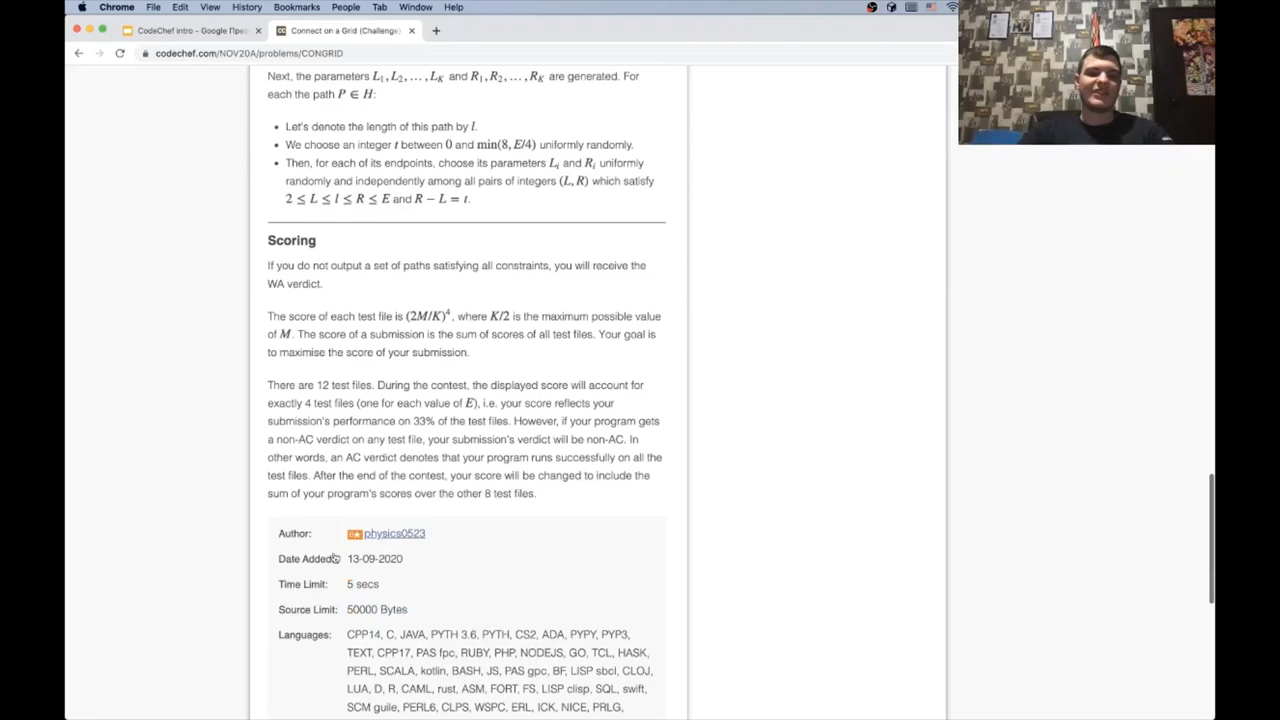 Chrome File Edit View History Bookmarks People Tab Window Help
CodeChef intro - Google Пре
Connect on a Grid (Challenge)
codechef.com/NOV20A/problems/CONGRID
Next, the parameters L1, L2, ..., LK and R1, R2, ..., RK are generated. For
each the path P ∈ H:
• Let's denote the length of this path by l.
• We choose an integer t between 0 and min(8, E/4) uniformly randomly.
• Then, for each of its endpoints, choose its parameters Li and Ri uniformly
randomly and independently among all pairs of integers (L, R) which satisfy
2 ≤ L ≤ l ≤ R ≤ E and R − L = t.
Scoring
If you do not output a set of paths satisfying all constraints, you will receive the
WA verdict.
The score of each test file is (2M/K)^4, where K/2 is the maximum possible value
of M. The score of a submission is the sum of scores of all test files. Your goal is
to maximise the score of your submission.
There are 12 test files. During the contest, the displayed score will account for
exactly 4 test files (one for each value of E), i.e. your score reflects your
submission's performance on 33% of the test files. However, if your program gets
a non-AC verdict on any test file, your submission's verdict will be non-AC. In
other words, an AC verdict denotes that your program runs successfully on all the
test files. After the end of the contest, your score will be changed to include the
sum of your program's scores over the other 8 test files.
Author: physics0523
Date Added: 13-09-2020
Time Limit: 5 secs
Source Limit: 50000 Bytes
Languages: CPP14, C, JAVA, PYTH 3.6, PYTH, CS2, ADA, PYPY, PYP3,
TEXT, CPP17, PAS fpc, RUBY, PHP, NODEJS, GO, TCL, HASK,
PERL, SCALA, kotlin, BASH, JS, PAS gpc, BF, LISP sbcl, CLOJ,
LUA, D, R, CAML, rust, ASM, FORT, FS, LISP clisp, SQL, swift,
SCM guile, PERL6, CLPS, WSPC, ERL, ICK, NICE, PRLG,